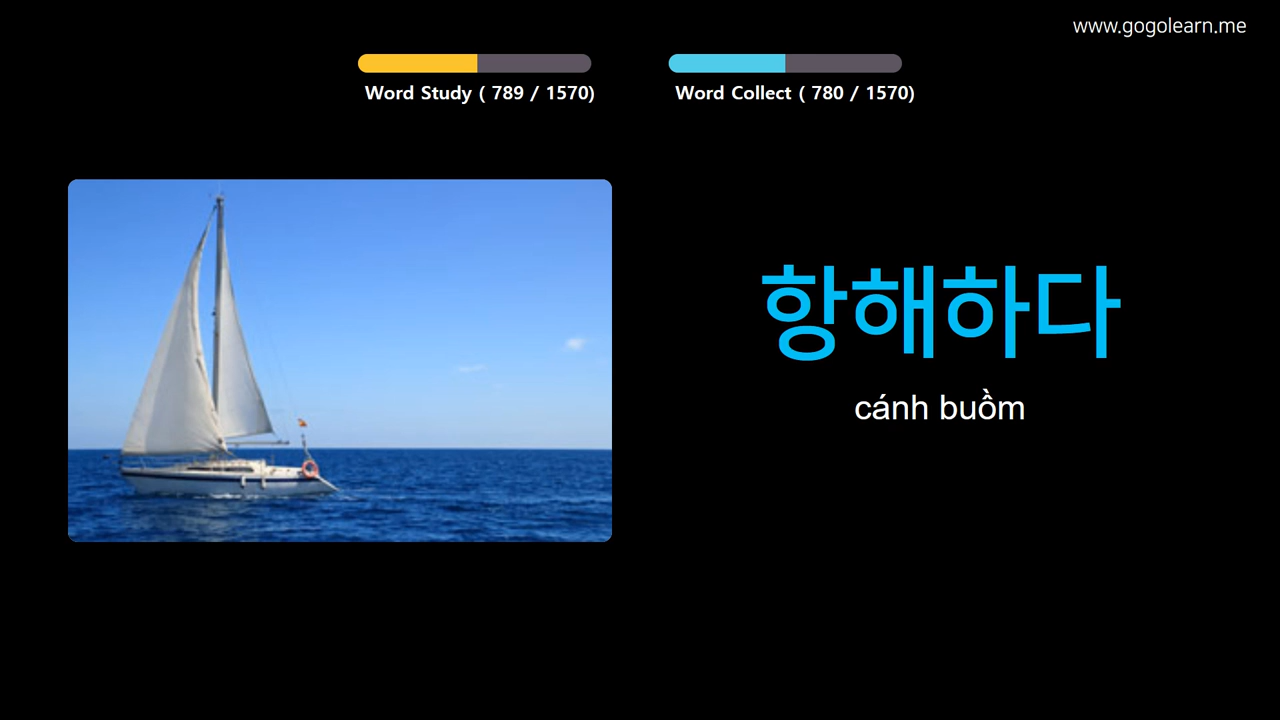 www.gogolearn.me
Word Study ( 789 / 1570)
Word Collect ( 780 / 1570)
항해하다
cánh buồm